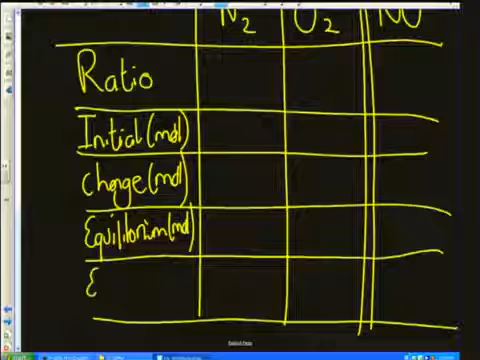 N2 O2 NO
Ratio
Initial (mol)
Change (mol)
Equilibrium (mol)
E